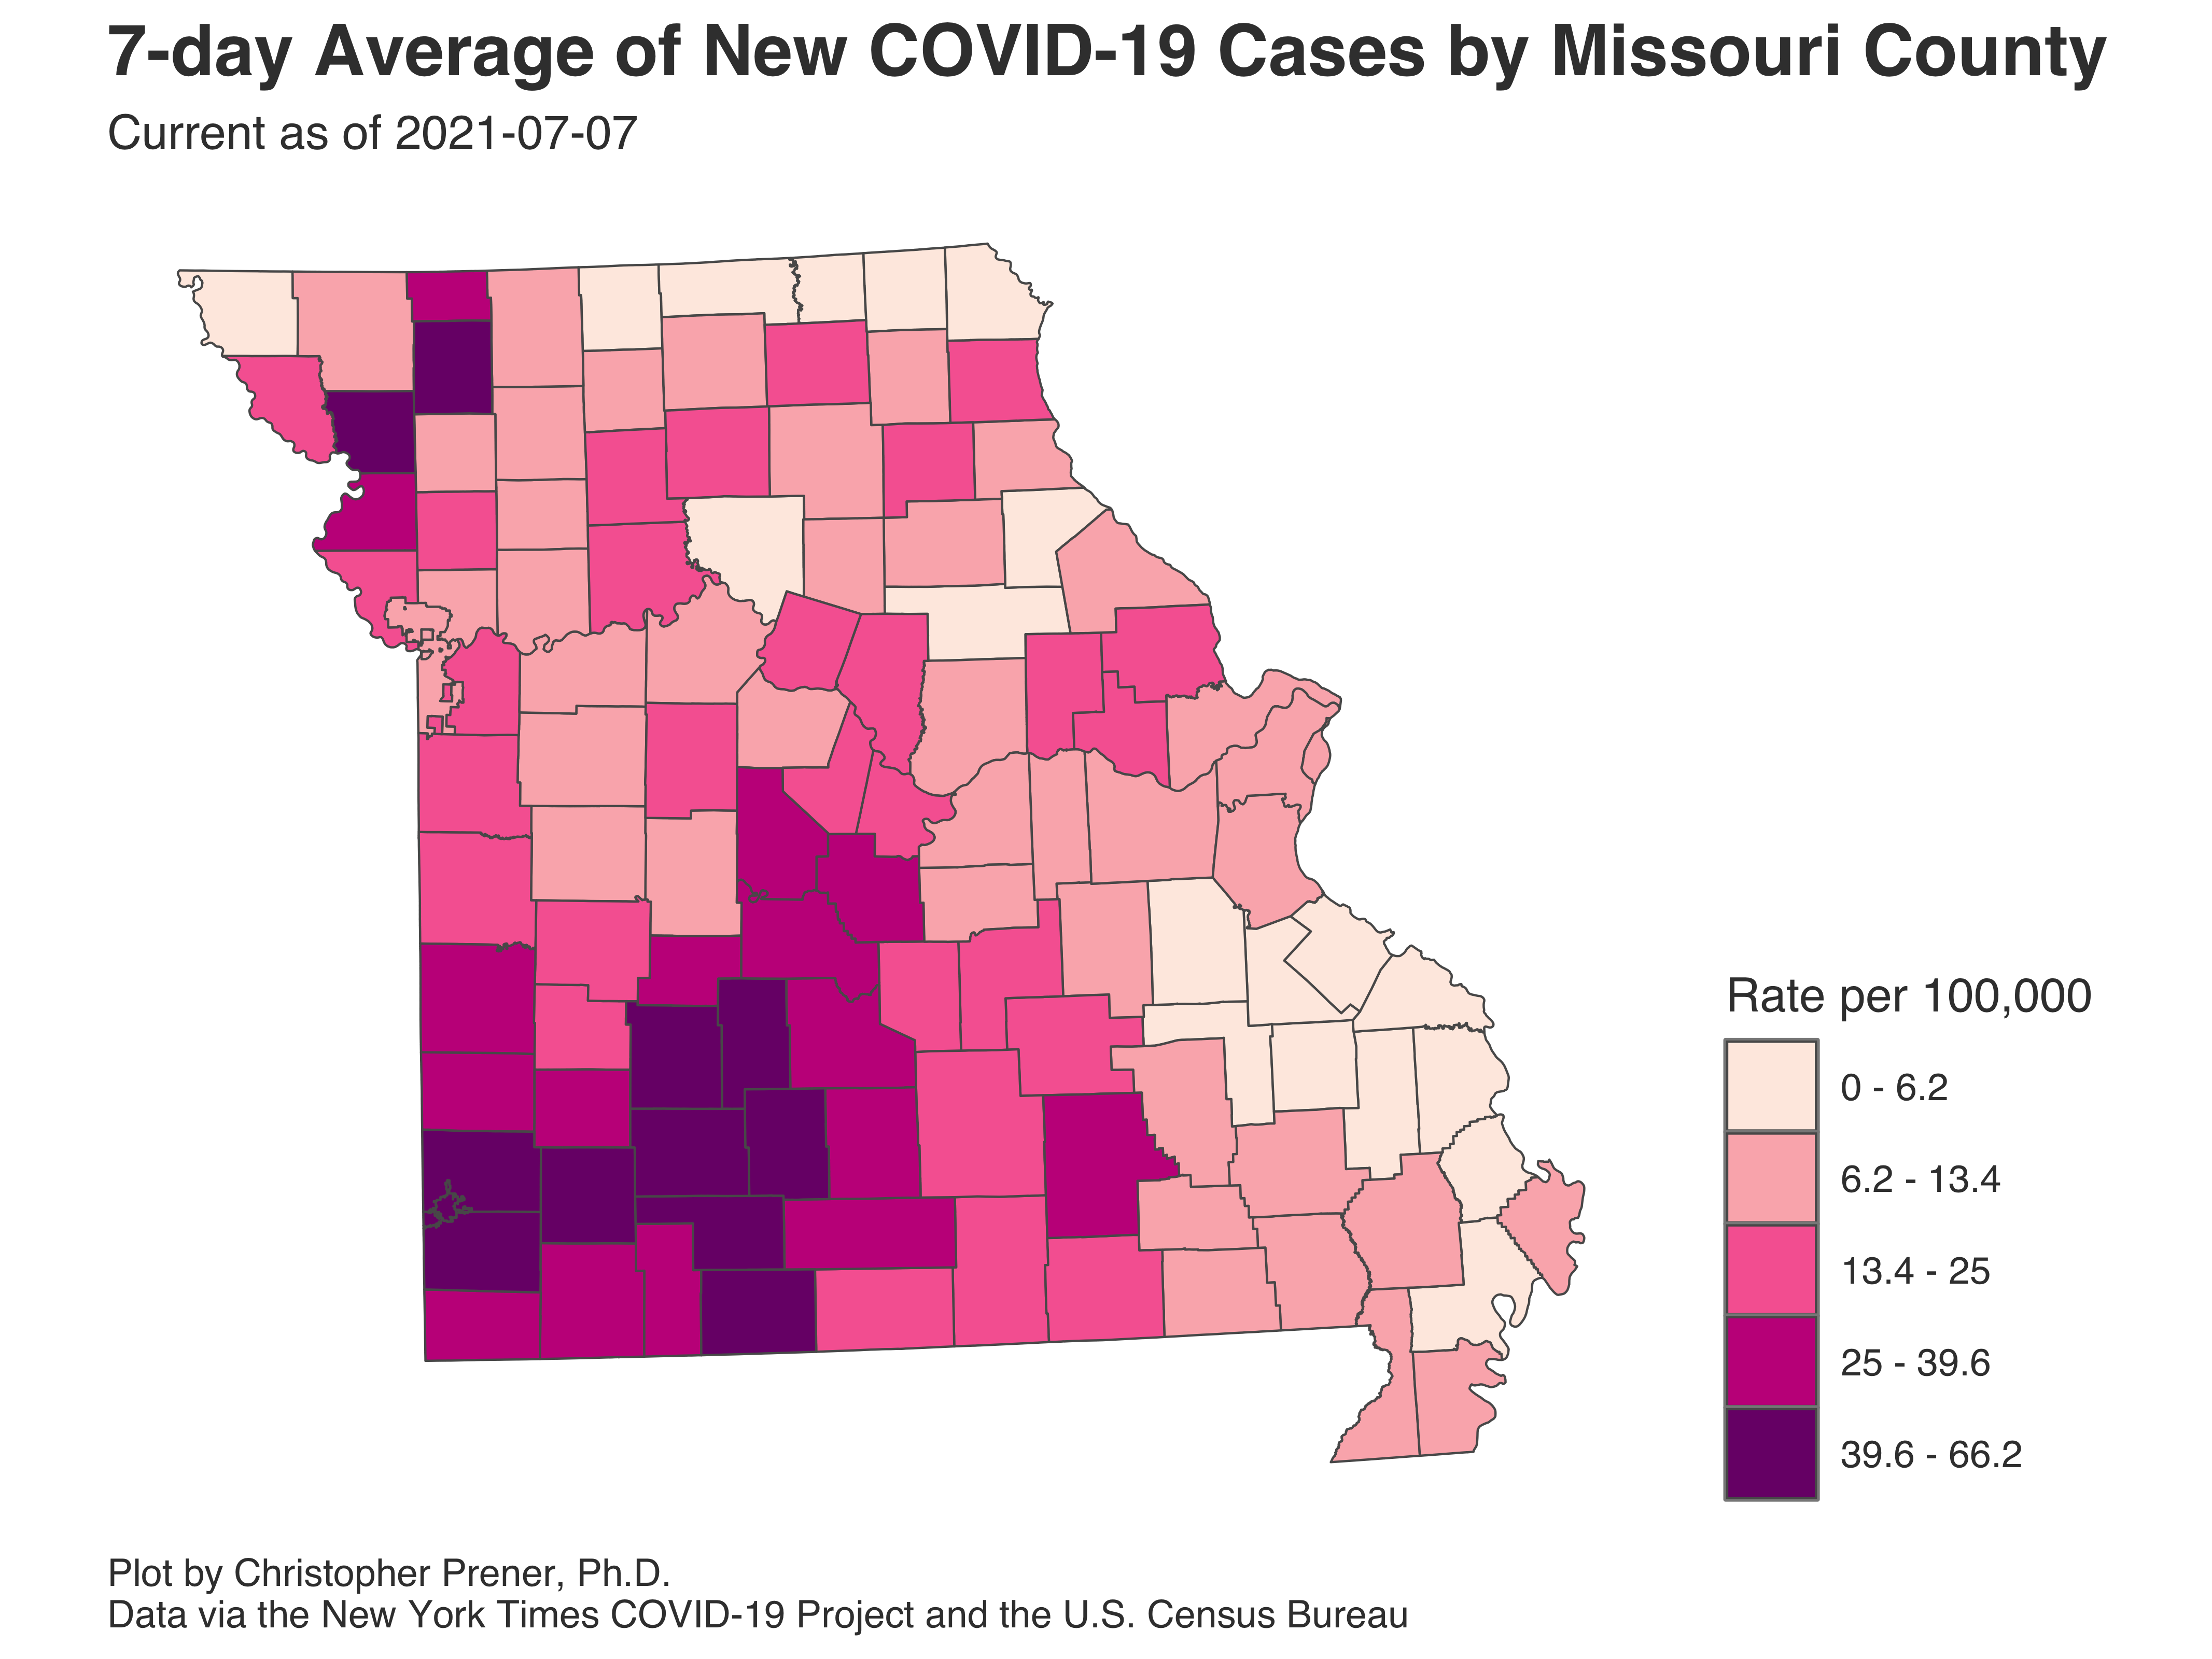 7-day Average of New COVID-19 Cases by Missouri County
Current as of 2021-07-07
Rate per 100,000
0 - 6.2
6.2 - 13.4
13.4 - 25
25 - 39.6
39.6 - 66.2
Plot by Christopher Prener, Ph.D.
Data via the New York Times COVID-19 Project and the U.S. Census Bureau